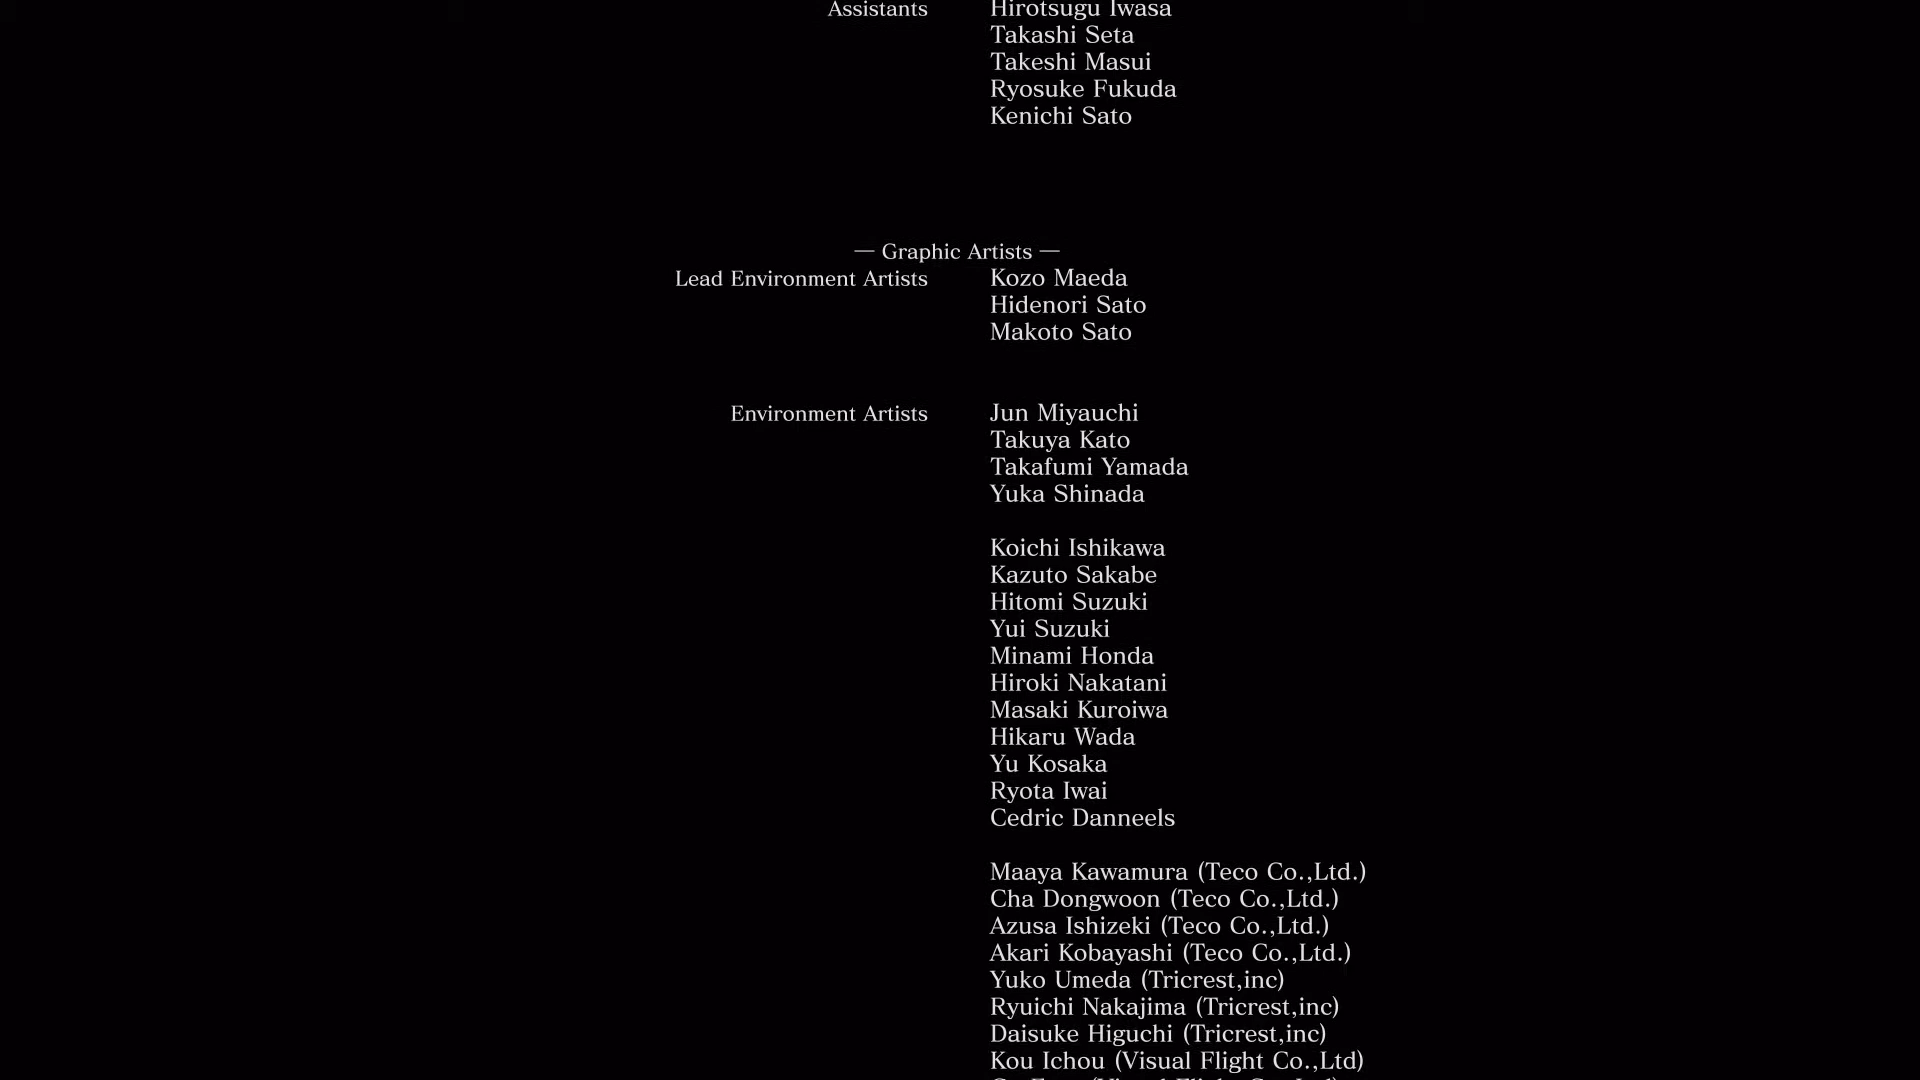 Assistants Hirotsugu Iwasa
Takashi Seta
Takeshi Masui
Ryosuke Fukuda
Kenichi Sato
— Graphic Artists —
Lead Environment Artists Kozo Maeda
Hidenori Sato
Makoto Sato
Environment Artists Jun Miyauchi
Takuya Kato
Takafumi Yamada
Yuka Shinada
Koichi Ishikawa
Kazuto Sakabe
Hitomi Suzuki
Yui Suzuki
Minami Honda
Hiroki Nakatani
Masaki Kuroiwa
Hikaru Wada
Yu Kosaka
Ryota Iwai
Cedric Danneels
Maaya Kawamura (Teco Co.,Ltd.)
Cha Dongwoon (Teco Co.,Ltd.)
Azusa Ishizeki (Teco Co.,Ltd.)
Akari Kobayashi (Teco Co.,Ltd.)
Yuko Umeda (Tricrest,inc)
Ryuichi Nakajima (Tricrest,inc)
Daisuke Higuchi (Tricrest,inc)
Kou Ichou (Visual Flight Co.,Ltd)